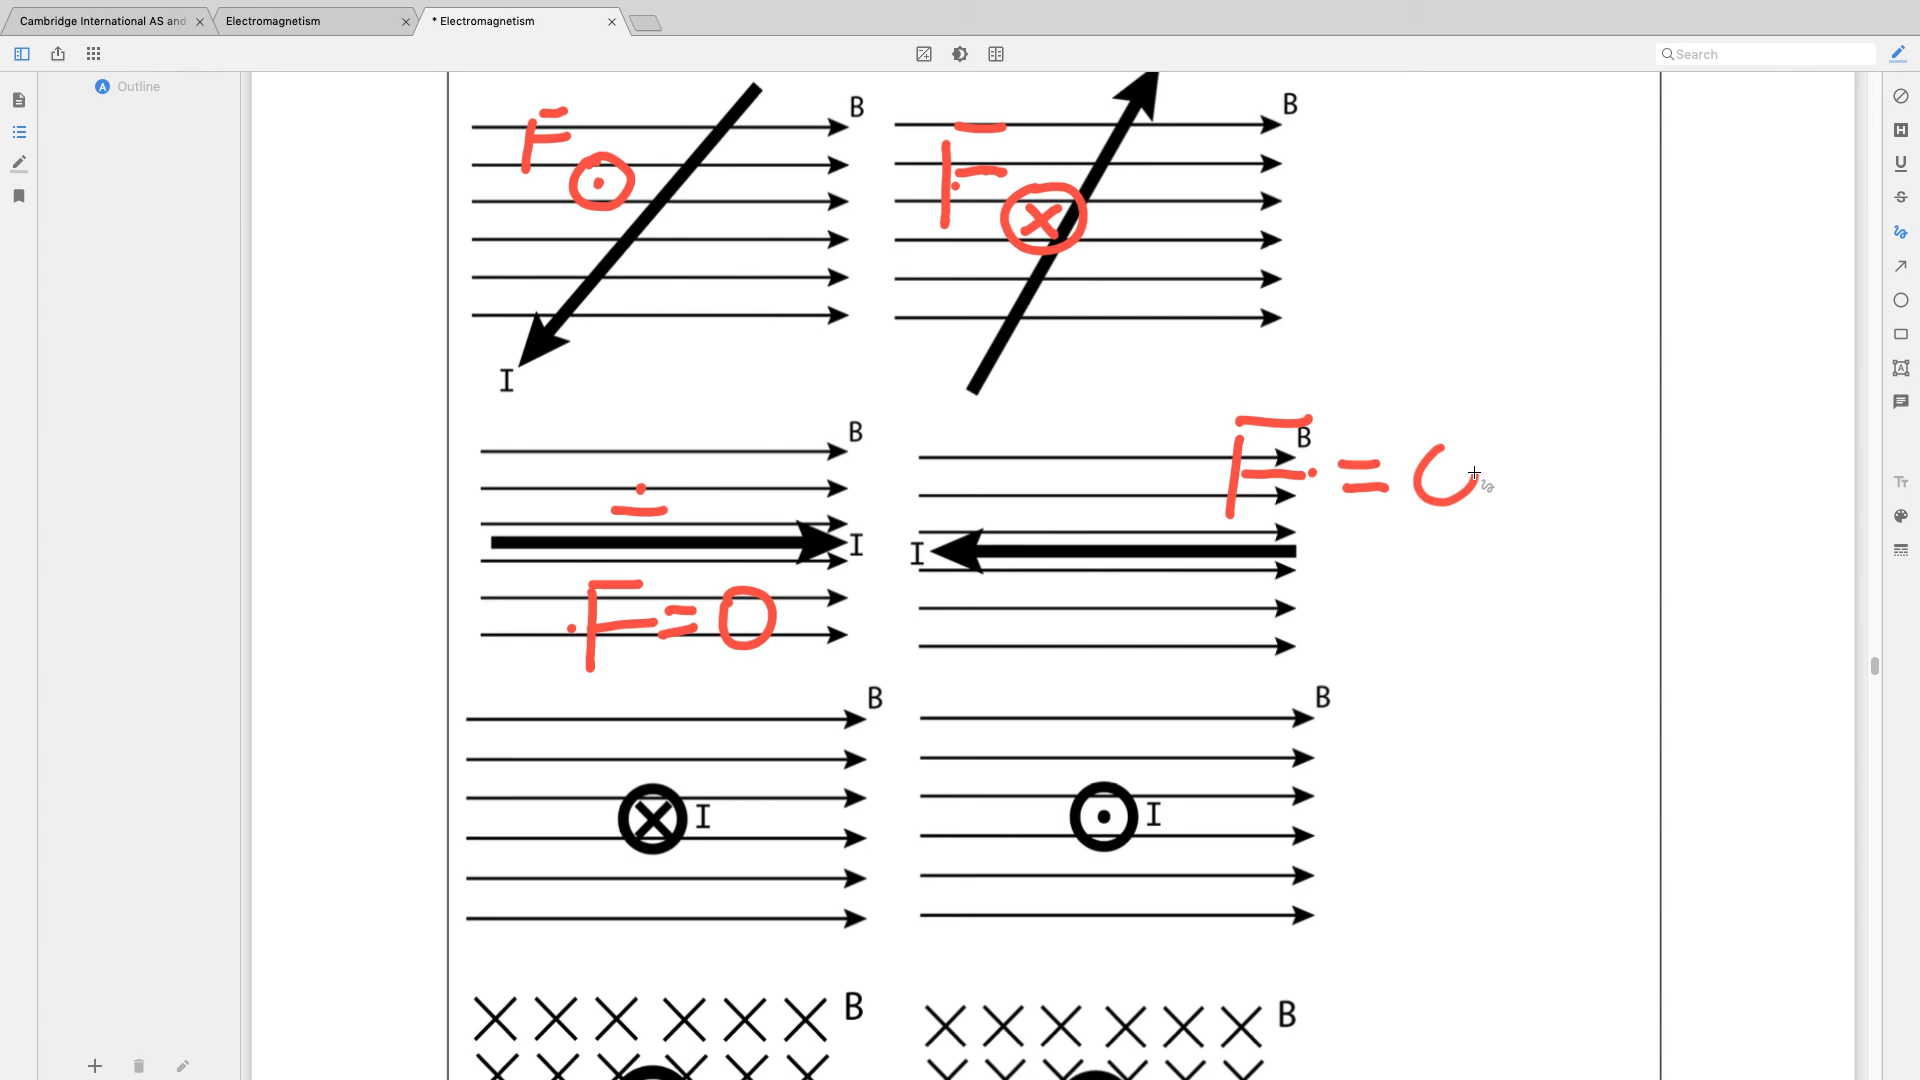 Cambridge International AS and
Electromagnetism
* Electromagnetism
Search
A Outline
B
B
F
F
I
B
B
F = 0
I
I
F=0
B
B
I
I
B
B